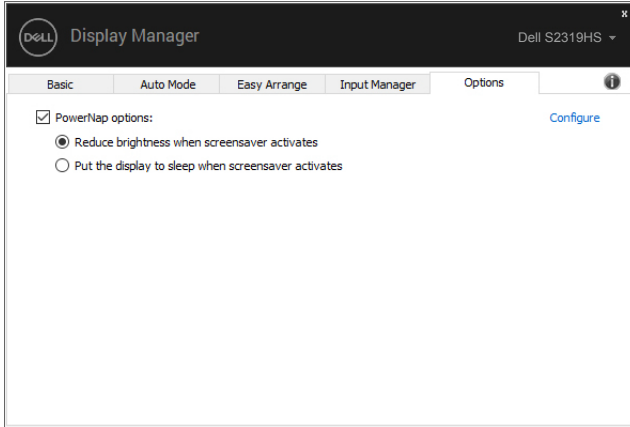 x
DELL Display Manager Dell S2319HS
Basic Auto Mode Easy Arrange Input Manager Options i
PowerNap options: Configure
Reduce brightness when screensaver activates
Put the display to sleep when screensaver activates